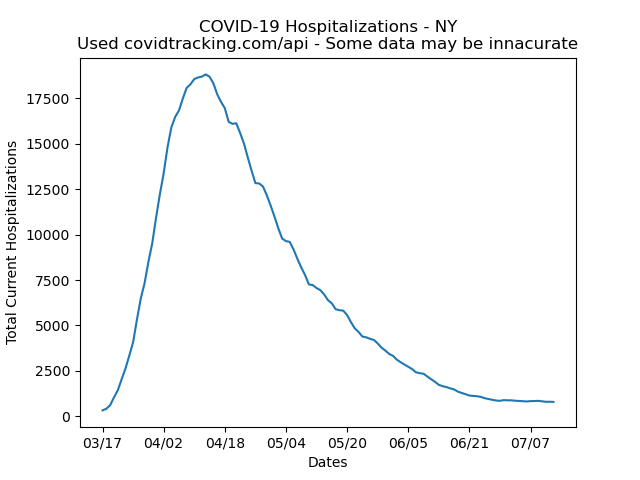 COVID-19 Hospitalizations - NY
Used covidtracking.com/api - Some data may be innacurate
Total Current Hospitalizations
17500
15000
12500
10000
7500
5000
2500
0
03/17 04/02 04/18 05/04 05/20 06/05 06/21 07/07
Dates